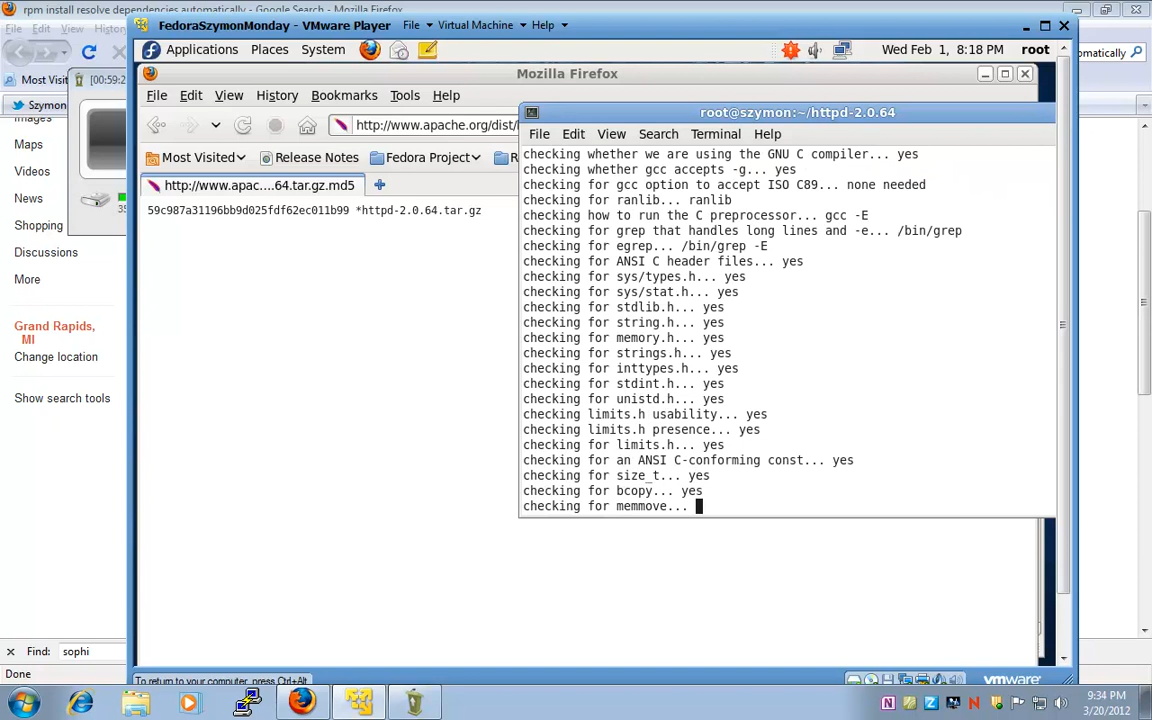 rpm install resolve dependencies automatically - Google Search - Mozilla Firefox
File Edit View History
FedoraSzymonMonday - VMware Player File Virtual Machine Help
Applications Places System Wed Feb 1, 8:18 PM root
Most Visit
[00:59:2
omatically
Szymon
Images
Maps
Videos
News
Shopping
Discussions
More
Grand Rapids,
MI
Change location
Show search tools
Find: sophi
Done
Mozilla Firefox
File Edit View History Bookmarks Tools Help
http://www.apache.org/dist/
Most Visited Release Notes Fedora Project R
http://www.apac....64.tar.gz.md5
59c987a31196bb9d025fdf62ec011b99 *httpd-2.0.64.tar.gz
root@szymon:~/httpd-2.0.64
File Edit View Search Terminal Help
checking whether we are using the GNU C compiler... yes
checking whether gcc accepts -g... yes
checking for gcc option to accept ISO C89... none needed
checking for ranlib... ranlib
checking how to run the C preprocessor... gcc -E
checking for grep that handles long lines and -e... /bin/grep
checking for egrep... /bin/grep -E
checking for ANSI C header files... yes
checking for sys/types.h... yes
checking for sys/stat.h... yes
checking for stdlib.h... yes
checking for string.h... yes
checking for memory.h... yes
checking for strings.h... yes
checking for inttypes.h... yes
checking for stdint.h... yes
checking for unistd.h... yes
checking limits.h usability... yes
checking limits.h presence... yes
checking for limits.h... yes
checking for an ANSI C-conforming const... yes
checking for size_t... yes
checking for bcopy... yes
checking for memmove...
To return to your computer, press Ctrl+Alt.
vmware
9:34 PM
3/20/2012